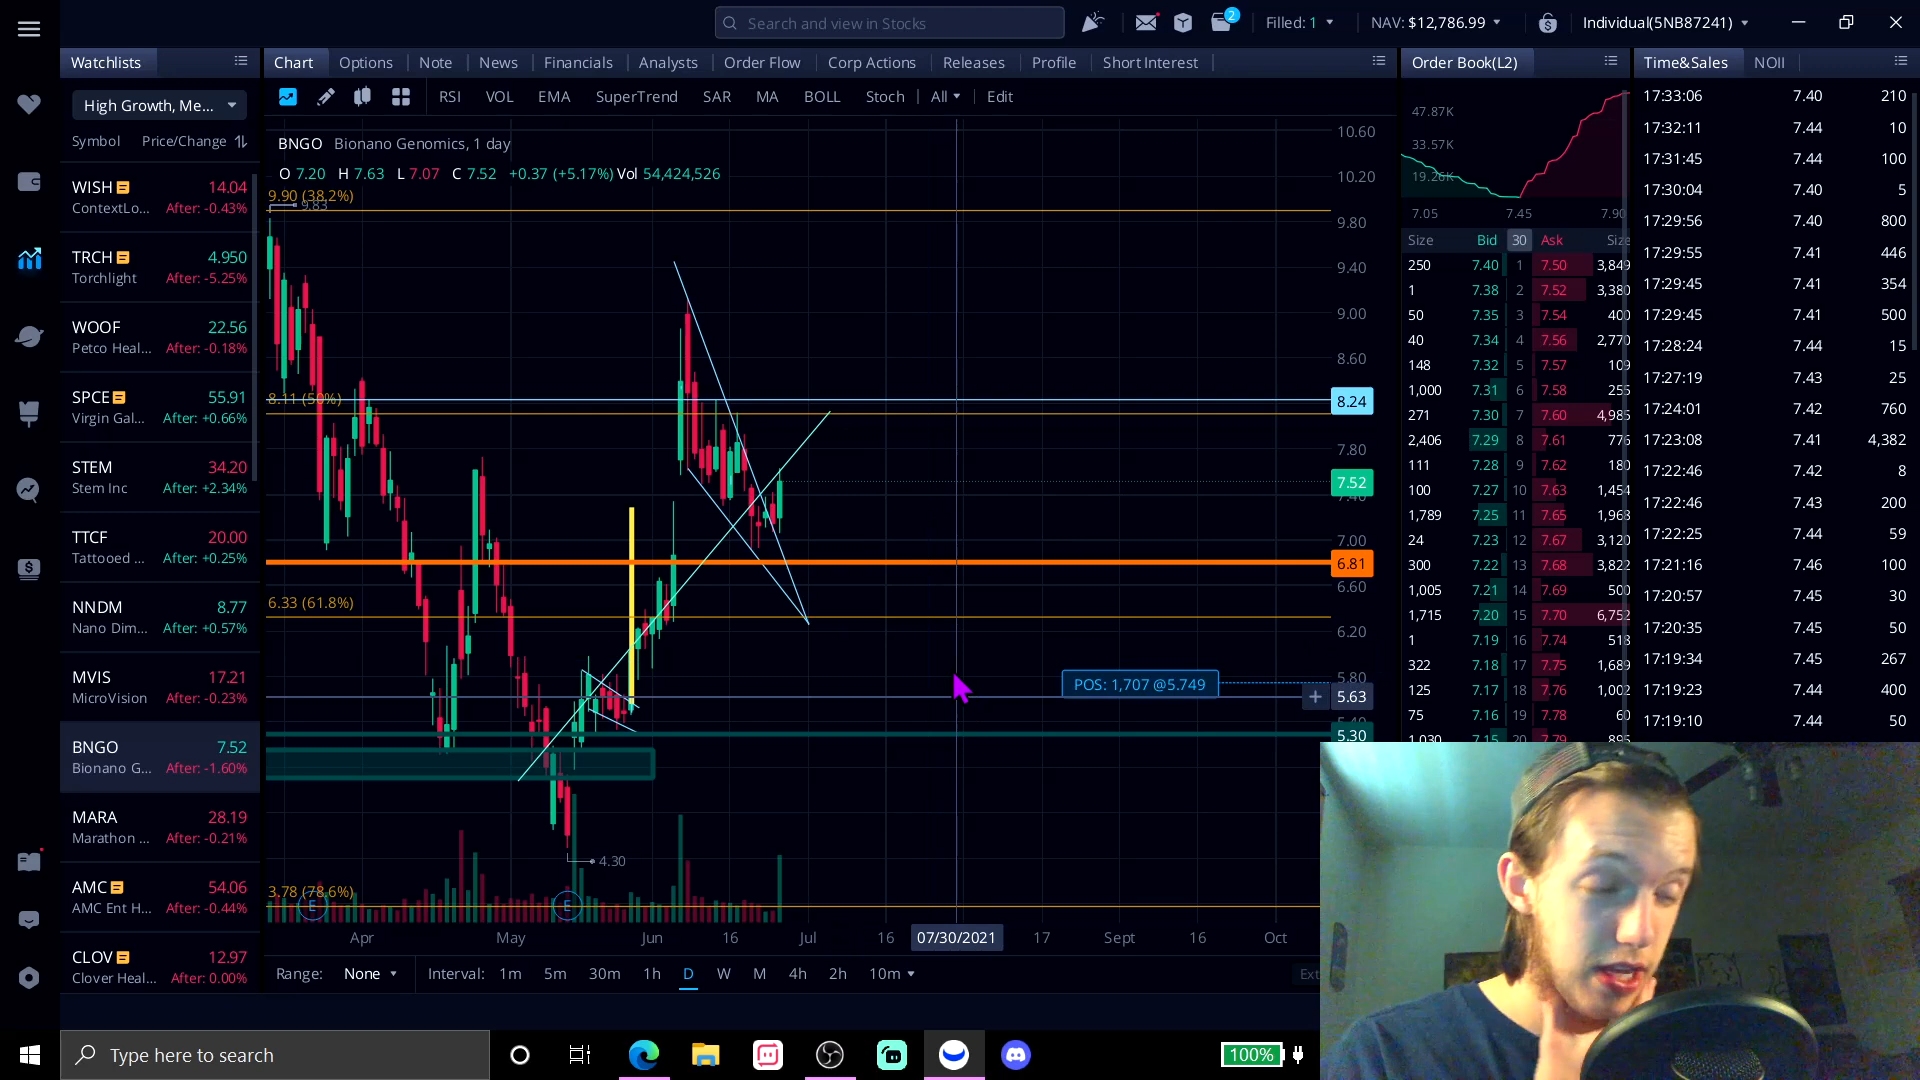 Search and view in Stocks
2
Filled: 1
NAV: $12,786.99
Individual(5NB87241)
Watchlists
Chart
Options
Note
News
Financials
Analysts
Order Flow
Corp Actions
Releases
Profile
Short Interest
Order Book(L2)
Time&Sales
NOII
High Growth, Me...
RSI VOL EMA SuperTrend SAR MA BOLL Stoch All Edit
Symbol Price/Change
WISH 14.04
ContextLo... After: -0.43%
TRCH 4.950
Torchlight After: -5.25%
WOOF 22.56
Petco Heal... After: -0.18%
SPCE 55.91
Virgin Gal... After: +0.66%
STEM 34.20
Stem Inc After: +2.34%
TTCF 20.00
Tattooed ... After: +0.25%
NNDM 8.77
Nano Dim... After: +0.57%
MVIS 17.21
MicroVision After: -0.23%
BNGO 7.52
Bionano G... After: -1.60%
MARA 28.19
Marathon ... After: -0.21%
AMC 54.06
AMC Ent H... After: -0.44%
CLOV 12.97
Clover Heal... After: 0.00%
BNGO Bionano Genomics, 1 day
O 7.20 H 7.63 L 7.07 C 7.52 +0.37 (+5.17%) Vol 54,424,526
9.90 (38.2%)
9.83
8.11 (50%)
6.33 (61.8%)
POS: 1,707 @5.749
4.30
3.78 (78.6%)
E
E
10.60
10.20
9.80
9.40
9.00
8.60
8.24
7.80
7.52
7.40
7.00
6.81
6.60
6.20
5.80
5.63
5.40
5.30
Apr May Jun 16 Jul 16 07/30/2021 17 Sept 16 Oct
Range: None Interval: 1m 5m 30m 1h D W M 4h 2h 10m Ext
47.87K
33.57K
19.26K
7.05 7.45 7.90
Size Bid 30 Ask Size
250 7.40 1 7.50 3,849
1 7.38 2 7.52 3,380
50 7.35 3 7.54 400
40 7.34 4 7.56 2,770
148 7.32 5 7.57 109
1,000 7.31 6 7.58 255
271 7.30 7 7.60 4,985
2,406 7.29 8 7.61 776
111 7.28 9 7.62 180
100 7.27 10 7.63 1,454
1,789 7.25 11 7.65 1,968
24 7.23 12 7.67 3,120
300 7.22 13 7.68 3,822
1,005 7.21 14 7.69 500
1,715 7.20 15 7.70 6,752
1 7.19 16 7.74 518
322 7.18 17 7.75 1,689
125 7.17 18 7.76 1,002
75 7.16 19 7.78 60
1,030 7.15 20 7.79 895
17:33:06 7.40 210
17:32:11 7.44 10
17:31:45 7.44 100
17:30:04 7.40 5
17:29:56 7.40 800
17:29:55 7.41 446
17:29:45 7.41 354
17:29:45 7.41 500
17:28:24 7.44 15
17:27:19 7.43 25
17:24:01 7.42 760
17:23:08 7.41 4,382
17:22:46 7.42 8
17:22:46 7.43 200
17:22:25 7.44 59
17:21:16 7.46 100
17:20:57 7.45 30
17:20:35 7.45 50
17:19:34 7.45 267
17:19:23 7.44 400
17:19:10 7.44 50
Type here to search
100%